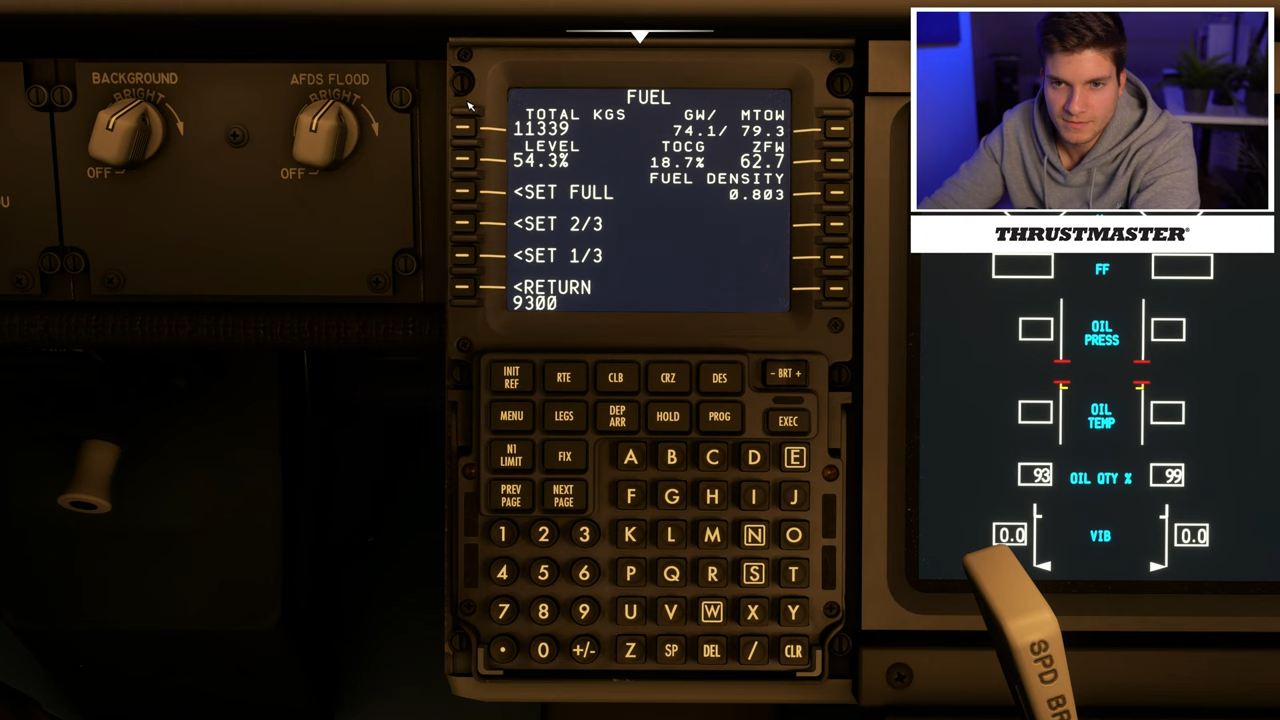 BACKGROUND
BRIGHT
OFF
AFDS FLOOD
BRIGHT
OFF
U
FUEL
TOTAL KGS GW/ MTOW
11339 74.1/ 79.3
LEVEL TOCG ZFW
54.3% 18.7% 62.7
FUEL DENSITY
<SET FULL 0.803
<SET 2/3
<SET 1/3
<RETURN
9300
INIT REF RTE CLB CRZ DES - BRT +
MENU LEGS DEP ARR HOLD PROG EXEC
N1 LIMIT FIX A B C D E
PREV PAGE NEXT PAGE F G H I J
1 2 3 K L M N O
4 5 6 P Q R S T
7 8 9 U V W X Y
. 0 +/- Z SP DEL / CLR
THRUSTMASTER®
FF
OIL PRESS
OIL TEMP
93 OIL QTY % 99
0.0 VIB 0.0
SPD BR